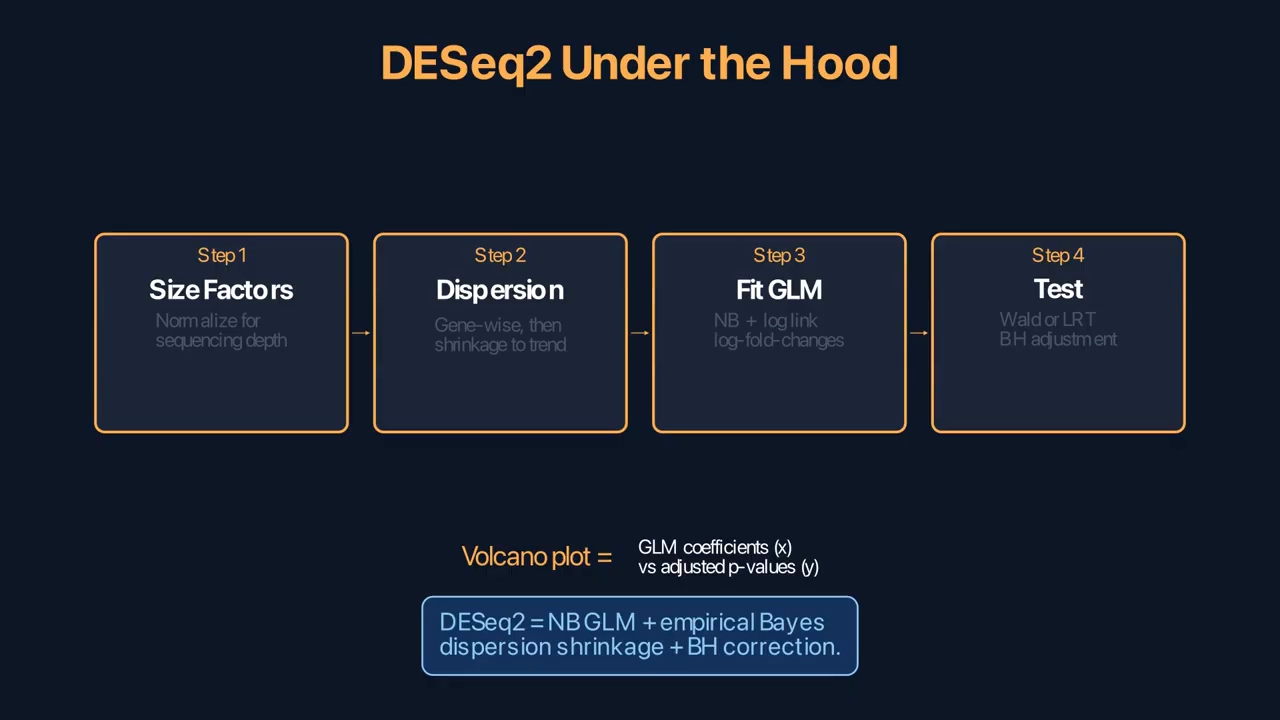 DESeq2 Under the Hood
Step 1
Size Factors
Normalize for
sequencing depth
Step 2
Dispersion
Gene-wise, then
shrinkage to trend
Step 3
Fit GLM
NB + log link
log-fold-changes
Step 4
Test
Wald or LRT
BH adjustment
Volcano plot =
GLM coefficients (x)
vs adjusted p-values (y)
DESeq2 = NB GLM + empirical Bayes
dispersion shrinkage + BH correction.